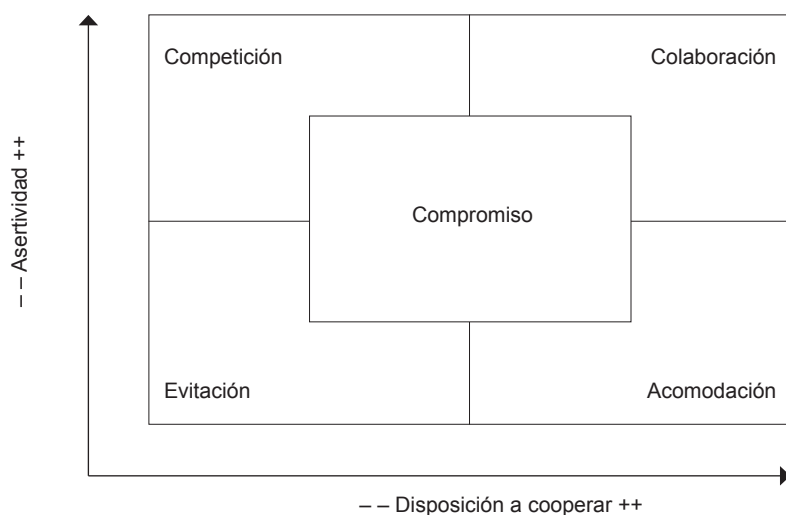 Competición
Colaboración
– – Asertividad ++
Compromiso
Evitación
Acomodación
– – Disposición a cooperar ++